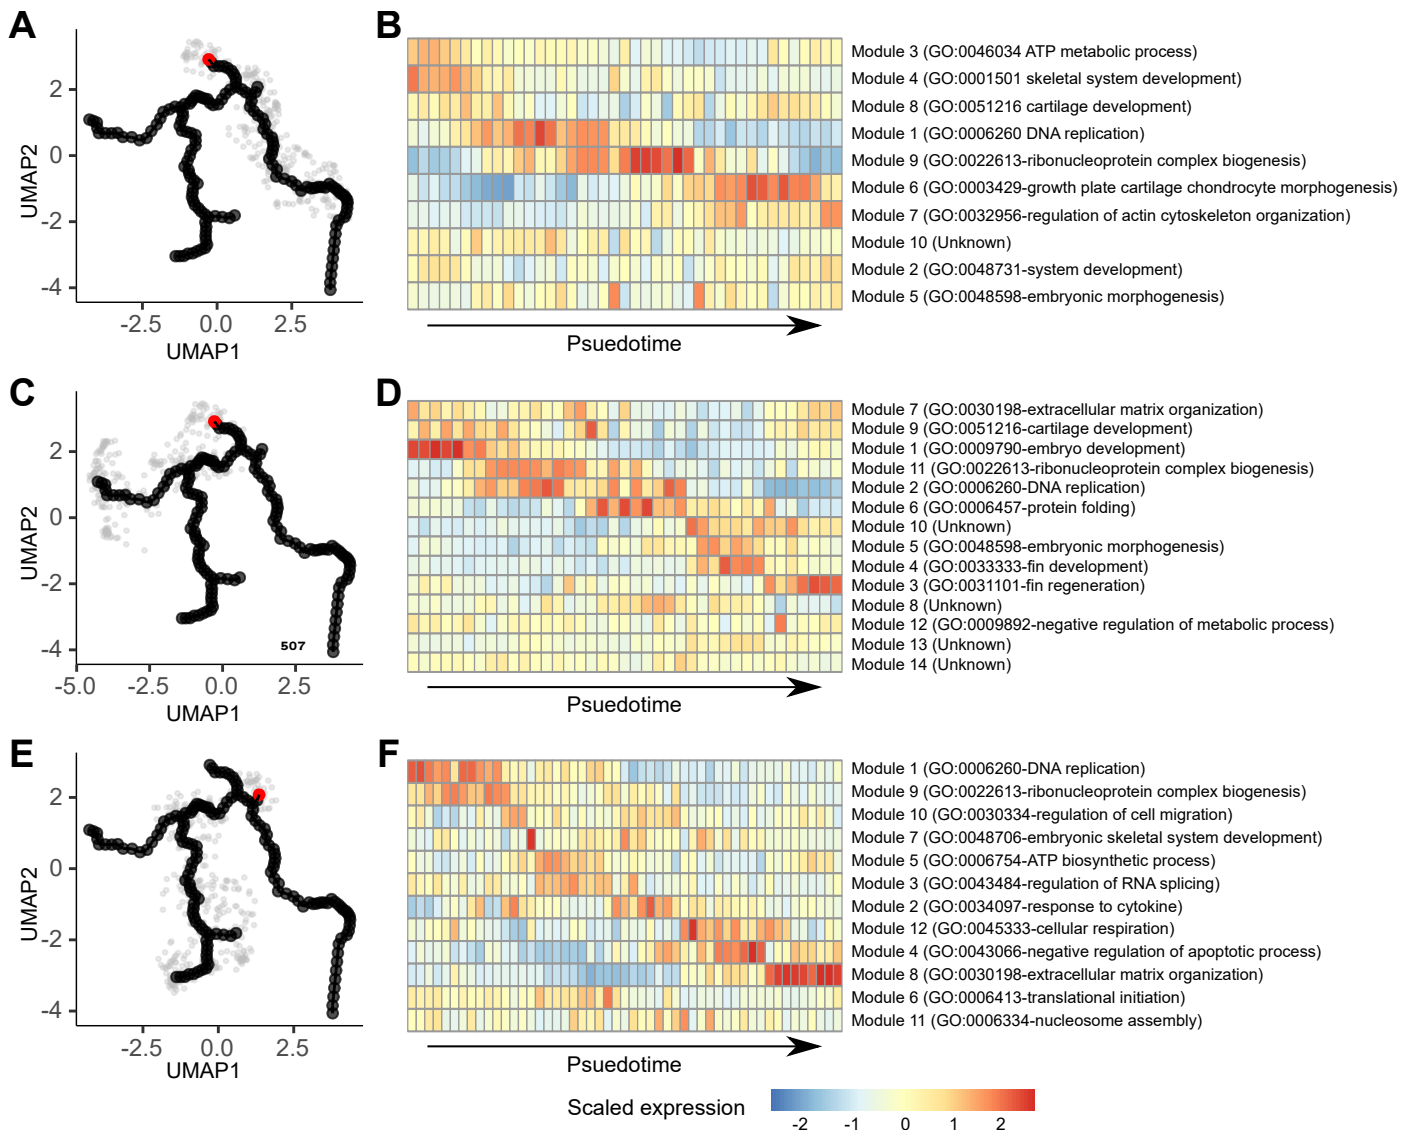 A
2
0
-2
-4
UMAP2
-2.5 0.0 2.5
UMAP1
B
Module 3 (GO:0046034 ATP metabolic process)
Module 4 (GO:0001501 skeletal system development)
Module 8 (GO:0051216 cartilage development)
Module 1 (GO:0006260 DNA replication)
Module 9 (GO:0022613-ribonucleoprotein complex biogenesis)
Module 6 (GO:0003429-growth plate cartilage chondrocyte morphogenesis)
Module 7 (GO:0032956-regulation of actin cytoskeleton organization)
Module 10 (Unknown)
Module 2 (GO:0048731-system development)
Module 5 (GO:0048598-embryonic morphogenesis)
Psuedotime
C
2
0
-2
-4
UMAP2
507
-5.0 -2.5 0.0 2.5
UMAP1
D
Module 7 (GO:0030198-extracellular matrix organization)
Module 9 (GO:0051216-cartilage development)
Module 1 (GO:0009790-embryo development)
Module 11 (GO:0022613-ribonucleoprotein complex biogenesis)
Module 2 (GO:0006260-DNA replication)
Module 6 (GO:0006457-protein folding)
Module 10 (Unknown)
Module 5 (GO:0048598-embryonic morphogenesis)
Module 4 (GO:0033333-fin development)
Module 3 (GO:0031101-fin regeneration)
Module 8 (Unknown)
Module 12 (GO:0009892-negative regulation of metabolic process)
Module 13 (Unknown)
Module 14 (Unknown)
Psuedotime
E
2
0
-2
-4
UMAP2
-2.5 0.0 2.5
UMAP1
F
Module 1 (GO:0006260-DNA replication)
Module 9 (GO:0022613-ribonucleoprotein complex biogenesis)
Module 10 (GO:0030334-regulation of cell migration)
Module 7 (GO:0048706-embryonic skeletal system development)
Module 5 (GO:0006754-ATP biosynthetic process)
Module 3 (GO:0043484-regulation of RNA splicing)
Module 2 (GO:0034097-response to cytokine)
Module 12 (GO:0045333-cellular respiration)
Module 4 (GO:0043066-negative regulation of apoptotic process)
Module 8 (GO:0030198-extracellular matrix organization)
Module 6 (GO:0006413-translational initiation)
Module 11 (GO:0006334-nucleosome assembly)
Psuedotime
Scaled expression
-2 -1 0 1 2